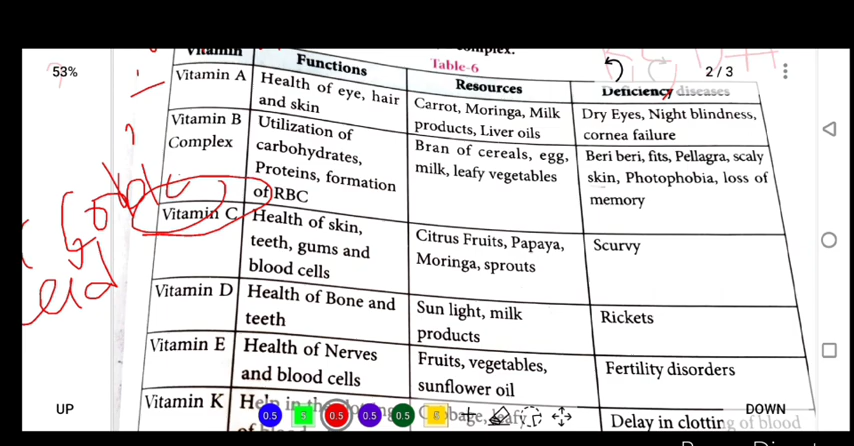 complex.
53%
Table-6
2 / 3
Vitamin
Functions
Resources
Deficiency diseases
Vitamin A
Health of eye, hair
and skin
Carrot, Moringa, Milk
products, Liver oils
Dry Eyes, Night blindness,
cornea failure
Vitamin B
Complex
Utilization of
carbohydrates,
Proteins, formation
of RBC
Bran of cereals, egg,
milk, leafy vegetables
Beri beri, fits, Pellagra, scaly
skin, Photophobia, loss of
memory
Vitamin C
Health of skin,
teeth, gums and
blood cells
Citrus Fruits, Papaya,
Moringa, sprouts
Scurvy
Vitamin D
Health of Bone and
teeth
Sun light, milk
products
Rickets
Vitamin E
Health of Nerves
and blood cells
Fruits, vegetables,
sunflower oil
Fertility disorders
Vitamin K
Help in the
leafy
Delay in clotting of blood
UP
0.5
5
0.5
0.5
0.5
DOWN